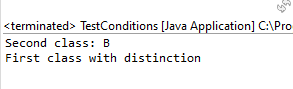 <terminated> TestConditions [Java Application] C:\Pro
Second class: B
First class with distinction